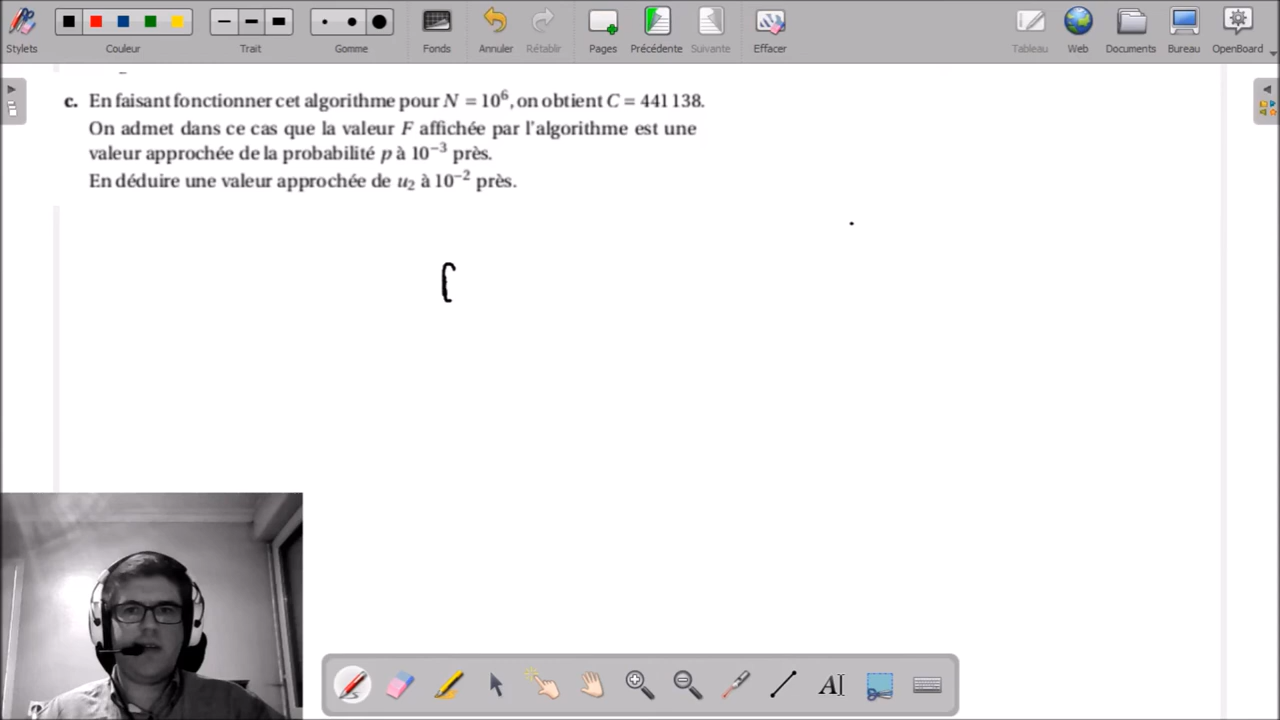 Stylets Couleur Trait Gomme Fonds Annuler Rétablir Pages Précédente Suivante Effacer Tableau Web Documents Bureau OpenBoard
c. En faisant fonctionner cet algorithme pour N = 10⁶, on obtient C = 441 138.
On admet dans ce cas que la valeur F affichée par l'algorithme est une
valeur approchée de la probabilité p à 10⁻³ près.
En déduire une valeur approchée de u₂ à 10⁻² près.